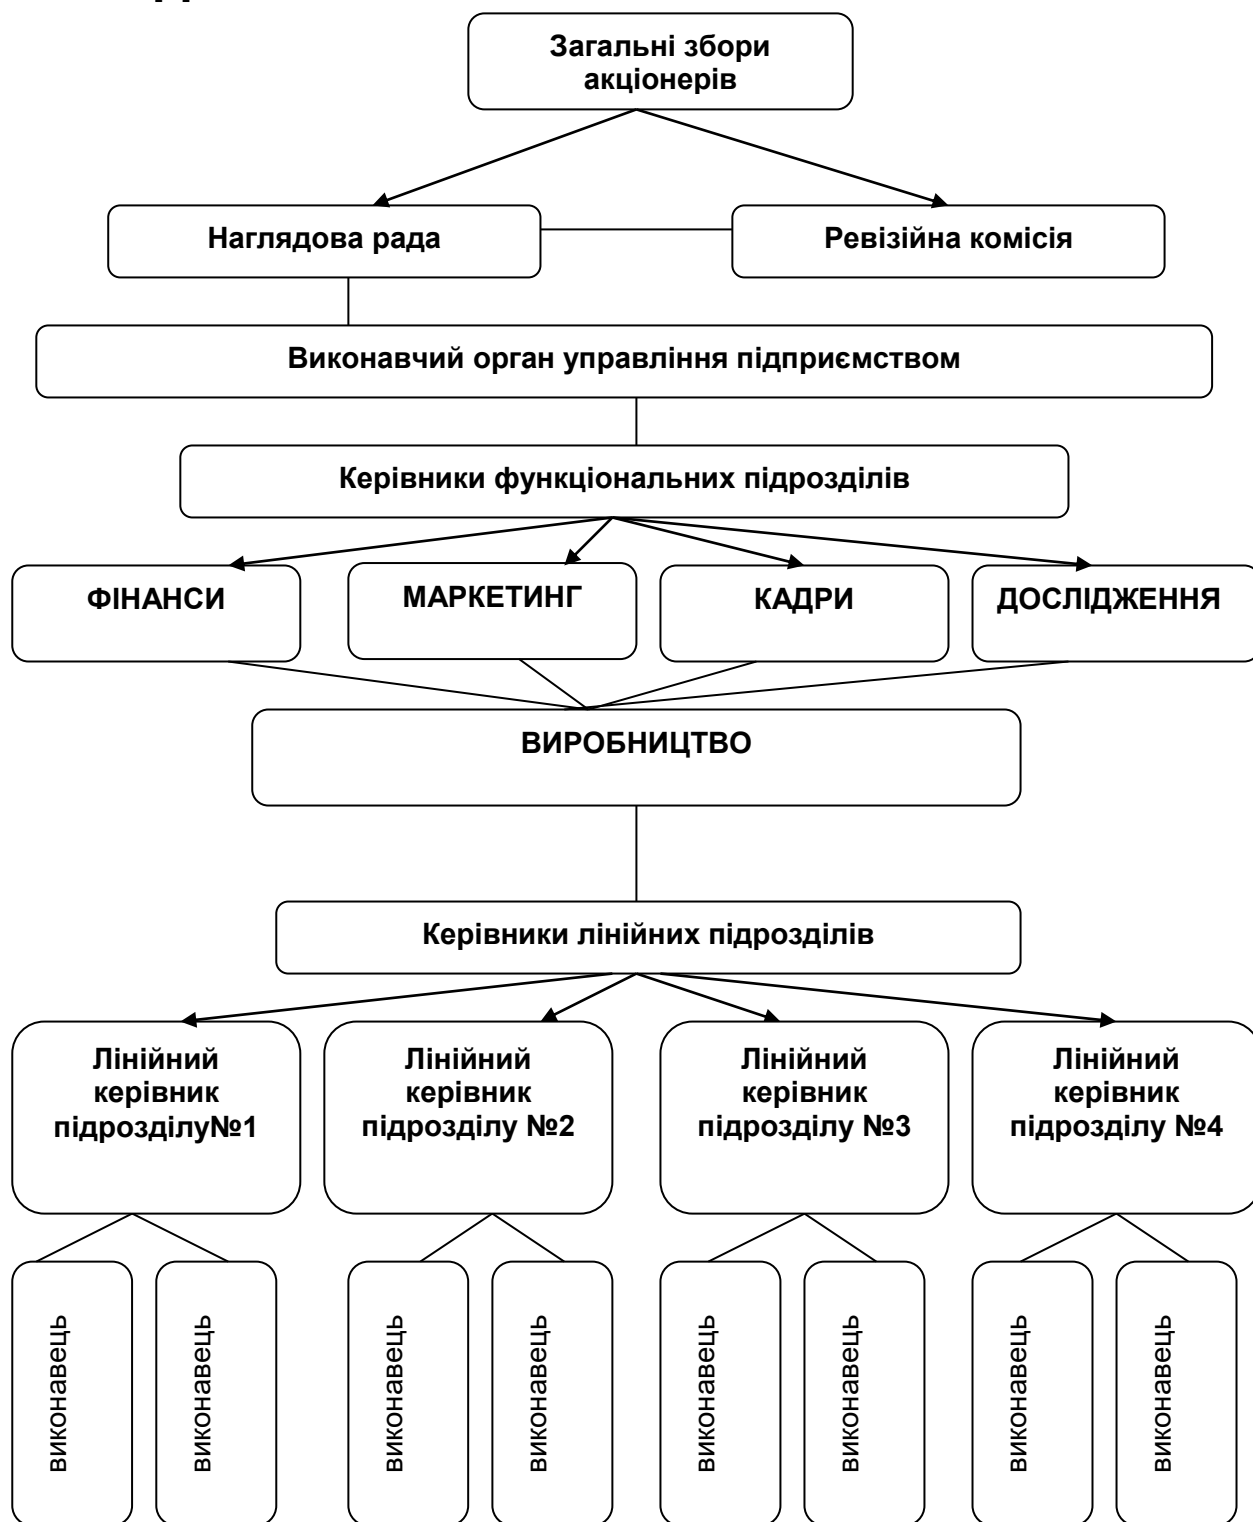 Загальні збори
акціонерів
Наглядова рада
Ревізійна комісія
Виконавчий орган управління підприємством
Керівники функціональних підрозділів
ФІНАНСИ
МАРКЕТИНГ
КАДРИ
ДОСЛІДЖЕННЯ
ВИРОБНИЦТВО
Керівники лінійних підрозділів
Лінійний
керівник
підрозділу№1
Лінійний
керівник
підрозділу №2
Лінійний
керівник
підрозділу №3
Лінійний
керівник
підрозділу №4
виконавець
виконавець
виконавець
виконавець
виконавець
виконавець
виконавець
виконавець